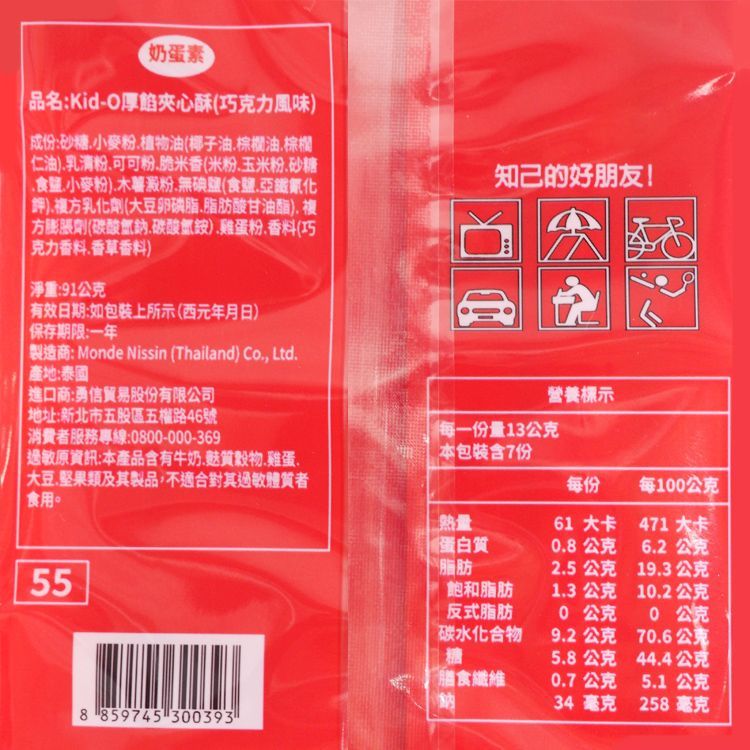 奶蛋素
品名:Kid-O厚餡夾心酥(巧克力風味)
成份:砂糖.小麥粉.植物油(椰子油.棕櫚油.棕櫚
仁油).乳清粉.可可粉.脆米香(米粉.玉米粉.砂糖
.食鹽.小麥粉).木薯澱粉.無碘鹽(食鹽.亞鐵氰化
鉀).複方乳化劑(大豆卵磷脂.脂肪酸甘油酯). 複
方膨脹劑(碳酸氫鈉.碳酸氫銨).雞蛋粉.香料(巧
克力香料.香草香料)
淨重:91公克
有效日期:如包裝上所示(西元年月日)
保存期限:一年
製造商: Monde Nissin (Thailand) Co., Ltd.
產地:泰國
進口商:勇信貿易股份有限公司
地址:新北市五股區五權路46號
消費者服務專線:0800-000-369
過敏原資訊:本產品含有牛奶.麩質穀物.雞蛋.
大豆.堅果類及其製品，不適合對其過敏體質者
食用。
55
8 859745 300393
知己的好朋友!
營養標示
每一份量13公克
本包裝含7份
每份 每100公克
熱量 61 大卡 471 大卡
蛋白質 0.8 公克 6.2 公克
脂肪 2.5 公克 19.3 公克
飽和脂肪 1.3 公克 10.2 公克
反式脂肪 0 公克 0 公克
碳水化合物 9.2 公克 70.6 公克
糖 5.8 公克 44.4 公克
膳食纖維 0.7 公克 5.1 公克
鈉 34 毫克 258 毫克